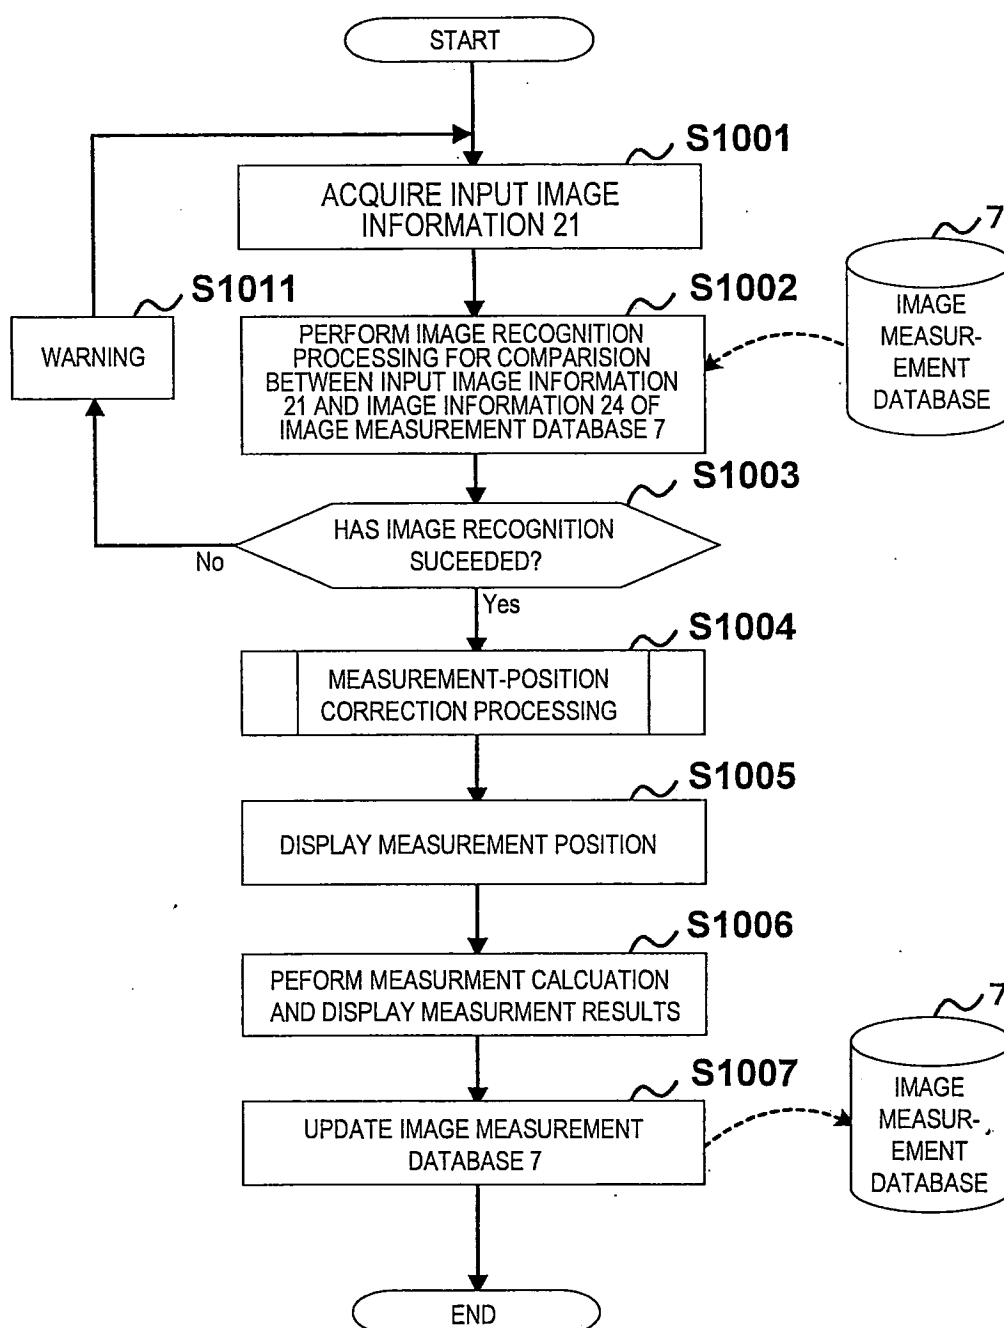 START
S1001
ACQUIRE INPUT IMAGE
INFORMATION 21
7
IMAGE
MEASUR-
EMENT
DATABASE
S1011
WARNING
S1002
PERFORM IMAGE RECOGNITION
PROCESSING FOR COMPARISION
BETWEEN INPUT IMAGE INFORMATION
21 AND IMAGE INFORMATION 24 OF
IMAGE MEASUREMENT DATABASE 7
S1003
HAS IMAGE RECOGNITION
SUCEEDED?
No
Yes
S1004
MEASUREMENT-POSITION
CORRECTION PROCESSING
S1005
DISPLAY MEASUREMENT POSITION
S1006
PEFORM MEASURMENT CALCUATION
AND DISPLAY MEASURMENT RESULTS
7
IMAGE
MEASUR-
EMENT
DATABASE
S1007
UPDATE IMAGE MEASUREMENT
DATABASE 7
END